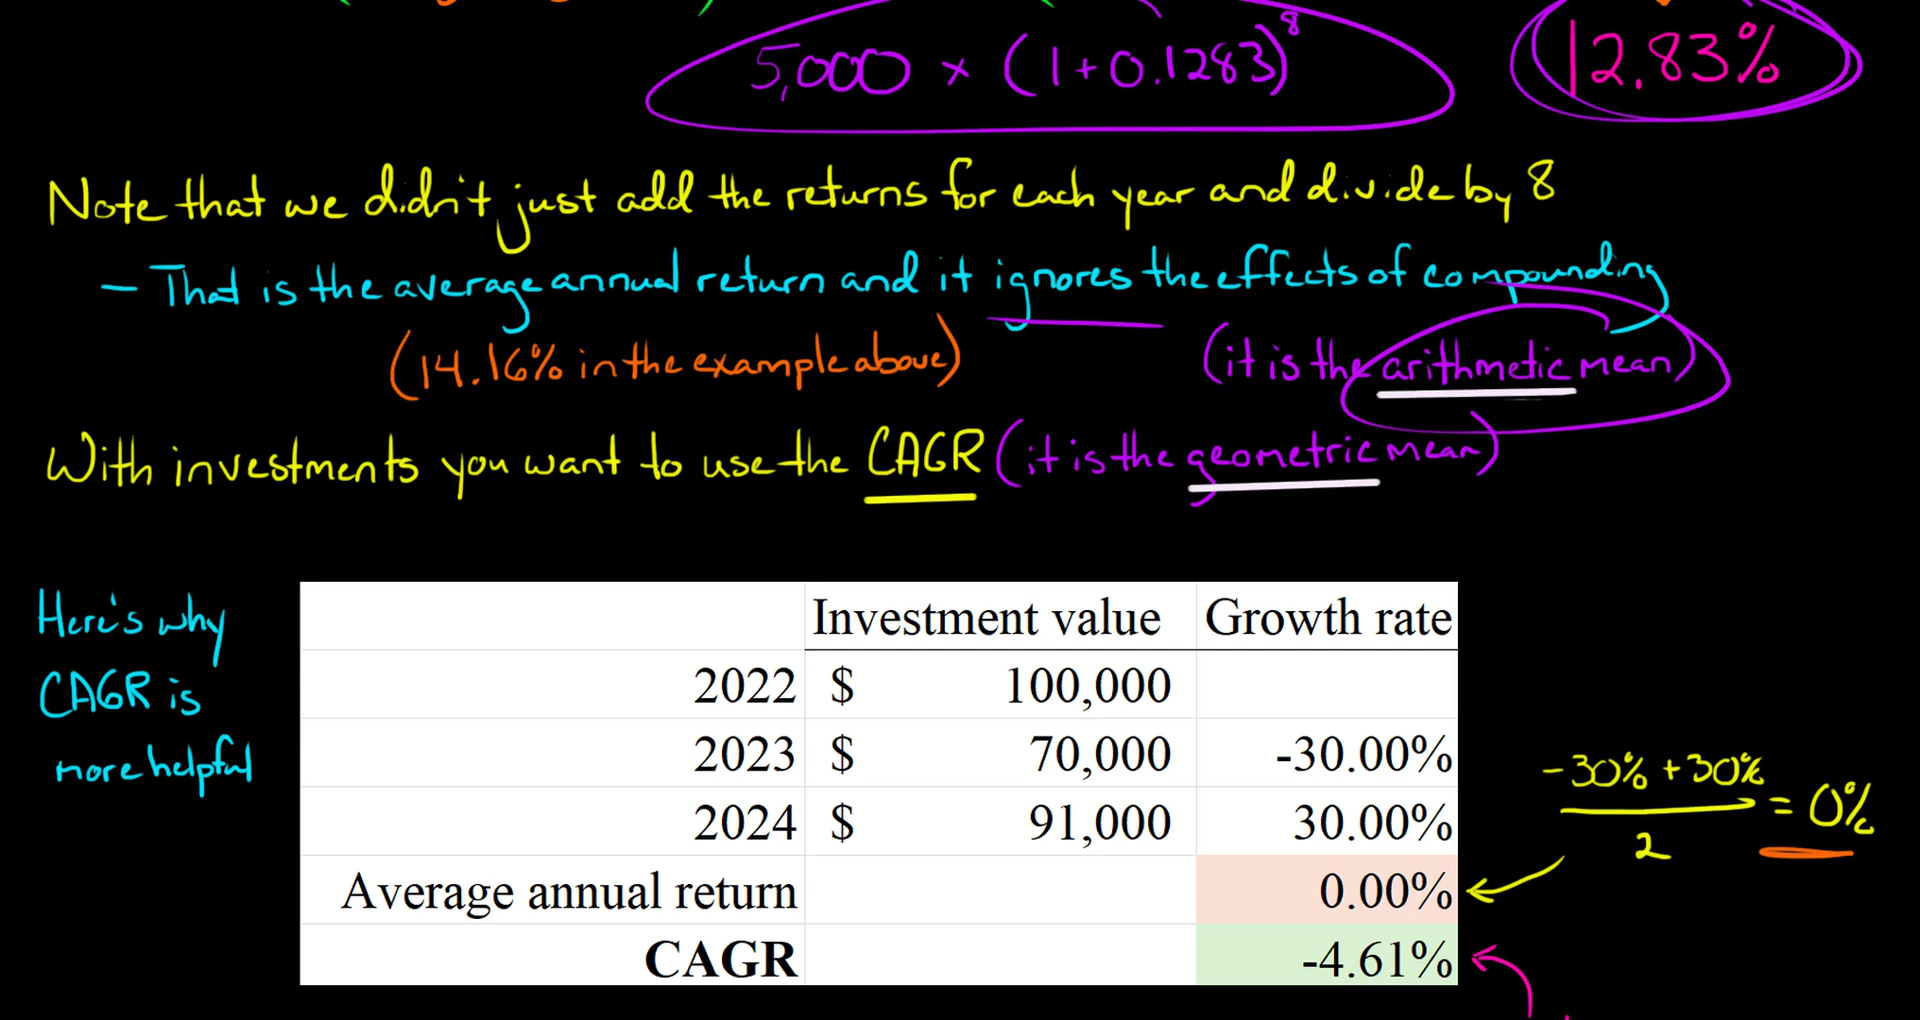 5,000 × (1+0.1283)^8
12.83%
Note that we didn't just add the returns for each year and divide by 8
– That is the average annual return and it ignores the effects of compounding
(14.16% in the example above) (it is the arithmetic mean)
With investments you want to use the CAGR (it is the geometric mean)
Here's why
CAGR is
more helpful
Investment value Growth rate
2022 $ 100,000
2023 $ 70,000 -30.00%
2024 $ 91,000 30.00%
Average annual return 0.00%
CAGR -4.61%
-30% + 30%
2
= 0%